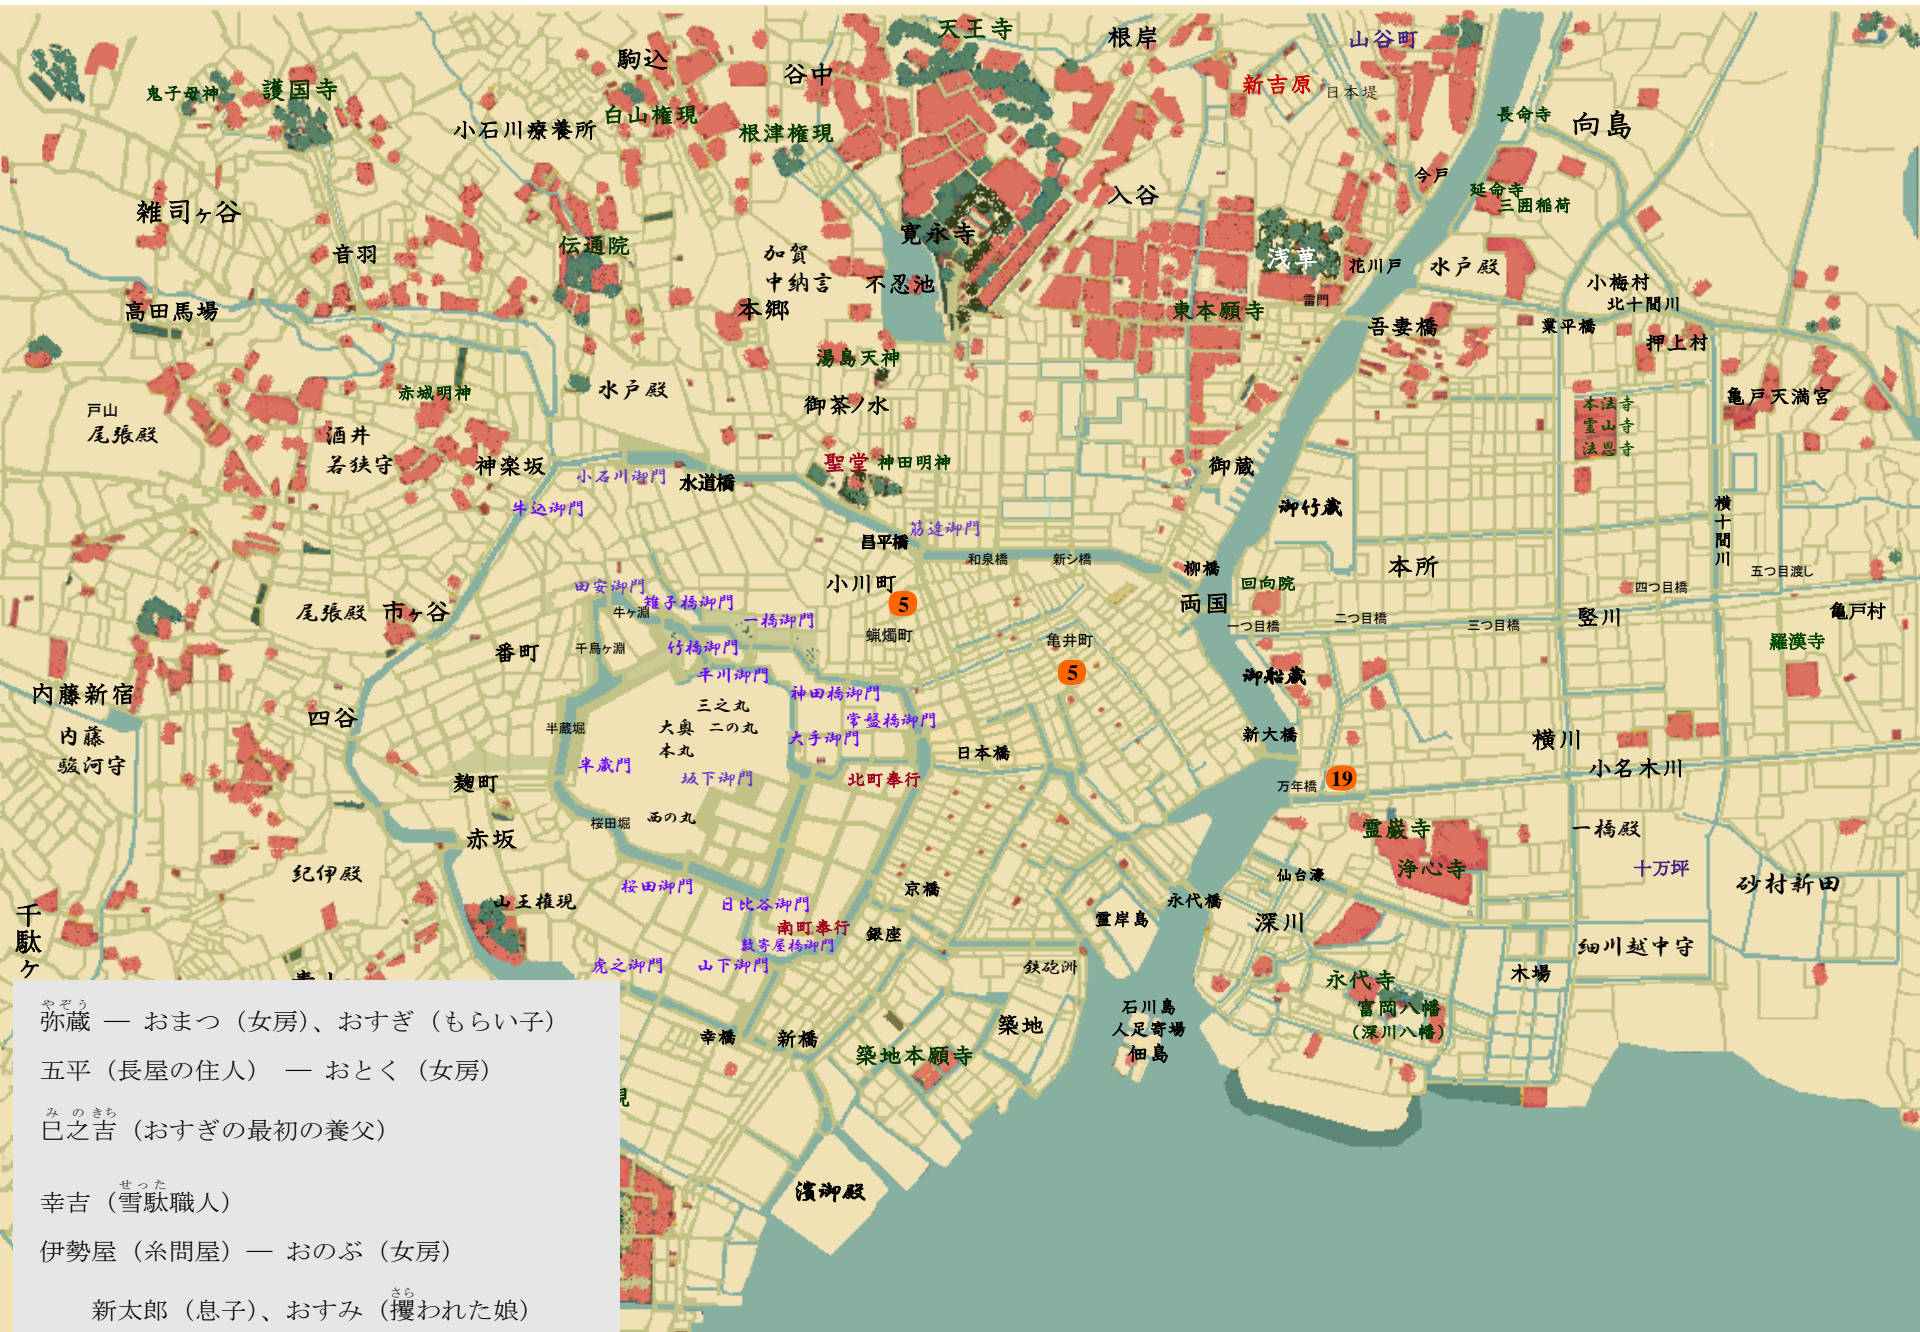 天王寺
根岸
山谷町
駒込
谷中
新吉原
日本堤
鬼子母神
護国寺
白山権現
小石川療養所
根津権現
長命寺
向島
今戸
入谷
延命寺
三囲稲荷
雑司ヶ谷
音羽
伝通院
加賀
中納言
寛永寺
浅草
花川戸
水戸殿
不忍池
小梅村
北十間川
高田馬場
本郷
東本願寺
雷門
吾妻橋
業平橋
押上村
湯島天神
赤城明神
水戸殿
御茶ノ水
亀戸天満宮
戸山
尾張殿
酒井
若狭守
本法寺
霊山寺
法恩寺
神楽坂
小石川御門
水道橋
聖堂
神田明神
御蔵
牛込御門
御竹蔵
横十間川
昌平橋
筋違御門
和泉橋
新シ橋
柳橋
回向院
本所
五つ目渡し
四つ目橋
小川町
5
両国
尾張殿
市ヶ谷
田安御門
牛ヶ淵
雉子橋御門
一橋御門
蝋燭町
亀井町
5
一つ目橋
二つ目橋
三つ目橋
竪川
亀戸村
羅漢寺
番町
千鳥ヶ淵
竹橋御門
平川御門
御船蔵
内藤新宿
四谷
神田橋御門
三之丸
大奥
二の丸
本丸
常盤橋御門
大手御門
半蔵堀
新大橋
横川
内藤
駿河守
日本橋
半蔵門
坂下御門
北町奉行
小名木川
麹町
万年橋
19
桜田堀
西の丸
赤坂
霊巌寺
浄心寺
一橋殿
十万坪
砂村新田
紀伊殿
桜田御門
日比谷御門
京橋
仙台濠
永代橋
山王権現
南町奉行
数寄屋橋御門
銀座
霊岸島
深川
細川越中守
千駄ヶ
虎之御門
山下御門
鉄砲洲
木場
永代寺
富岡八幡
(深川八幡)
石川島
人足寄場
佃島
幸橋
新橋
築地
築地本願寺
濱御殿
やぞう
弥蔵 ― おまつ（女房）、おすぎ（もらい子）
五平（長屋の住人） ― おとく（女房）
みのきち
巳之吉（おすぎの最初の養父）
せった
幸吉（雪駄職人）
伊勢屋（糸問屋）― おのぶ（女房）
さら
新太郎（息子）、おすみ（攫われた娘）